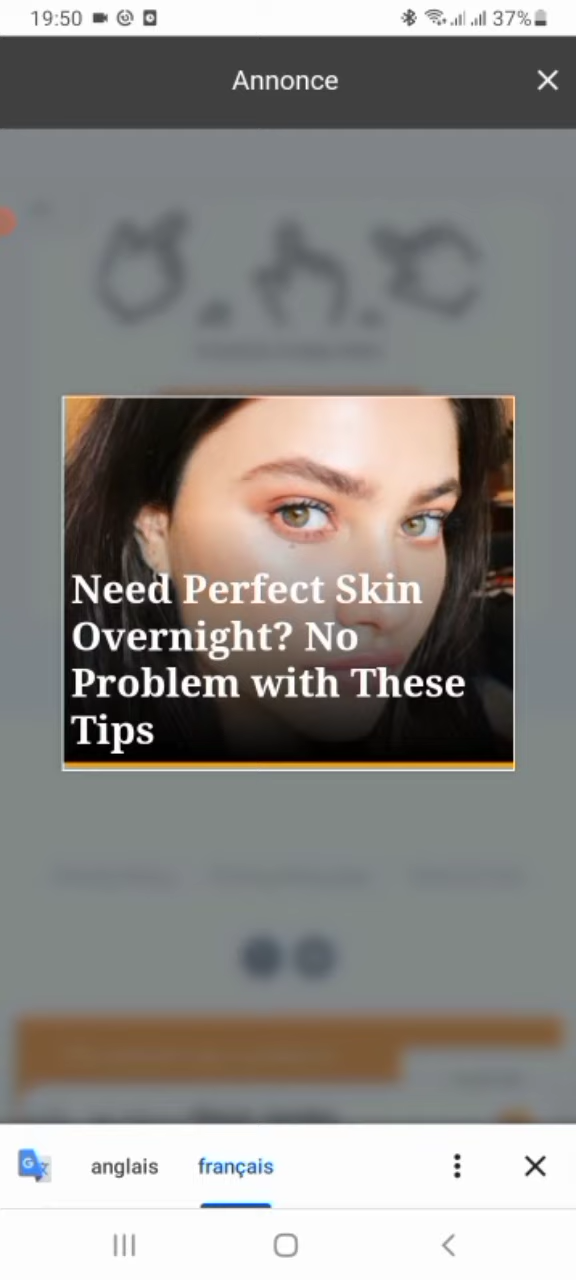 19:50 37%
Annonce
Need Perfect Skin
Overnight? No
Problem with These
Tips
anglais français